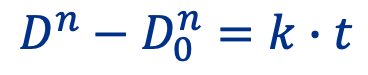 Dⁿ − D₀ⁿ = k · t